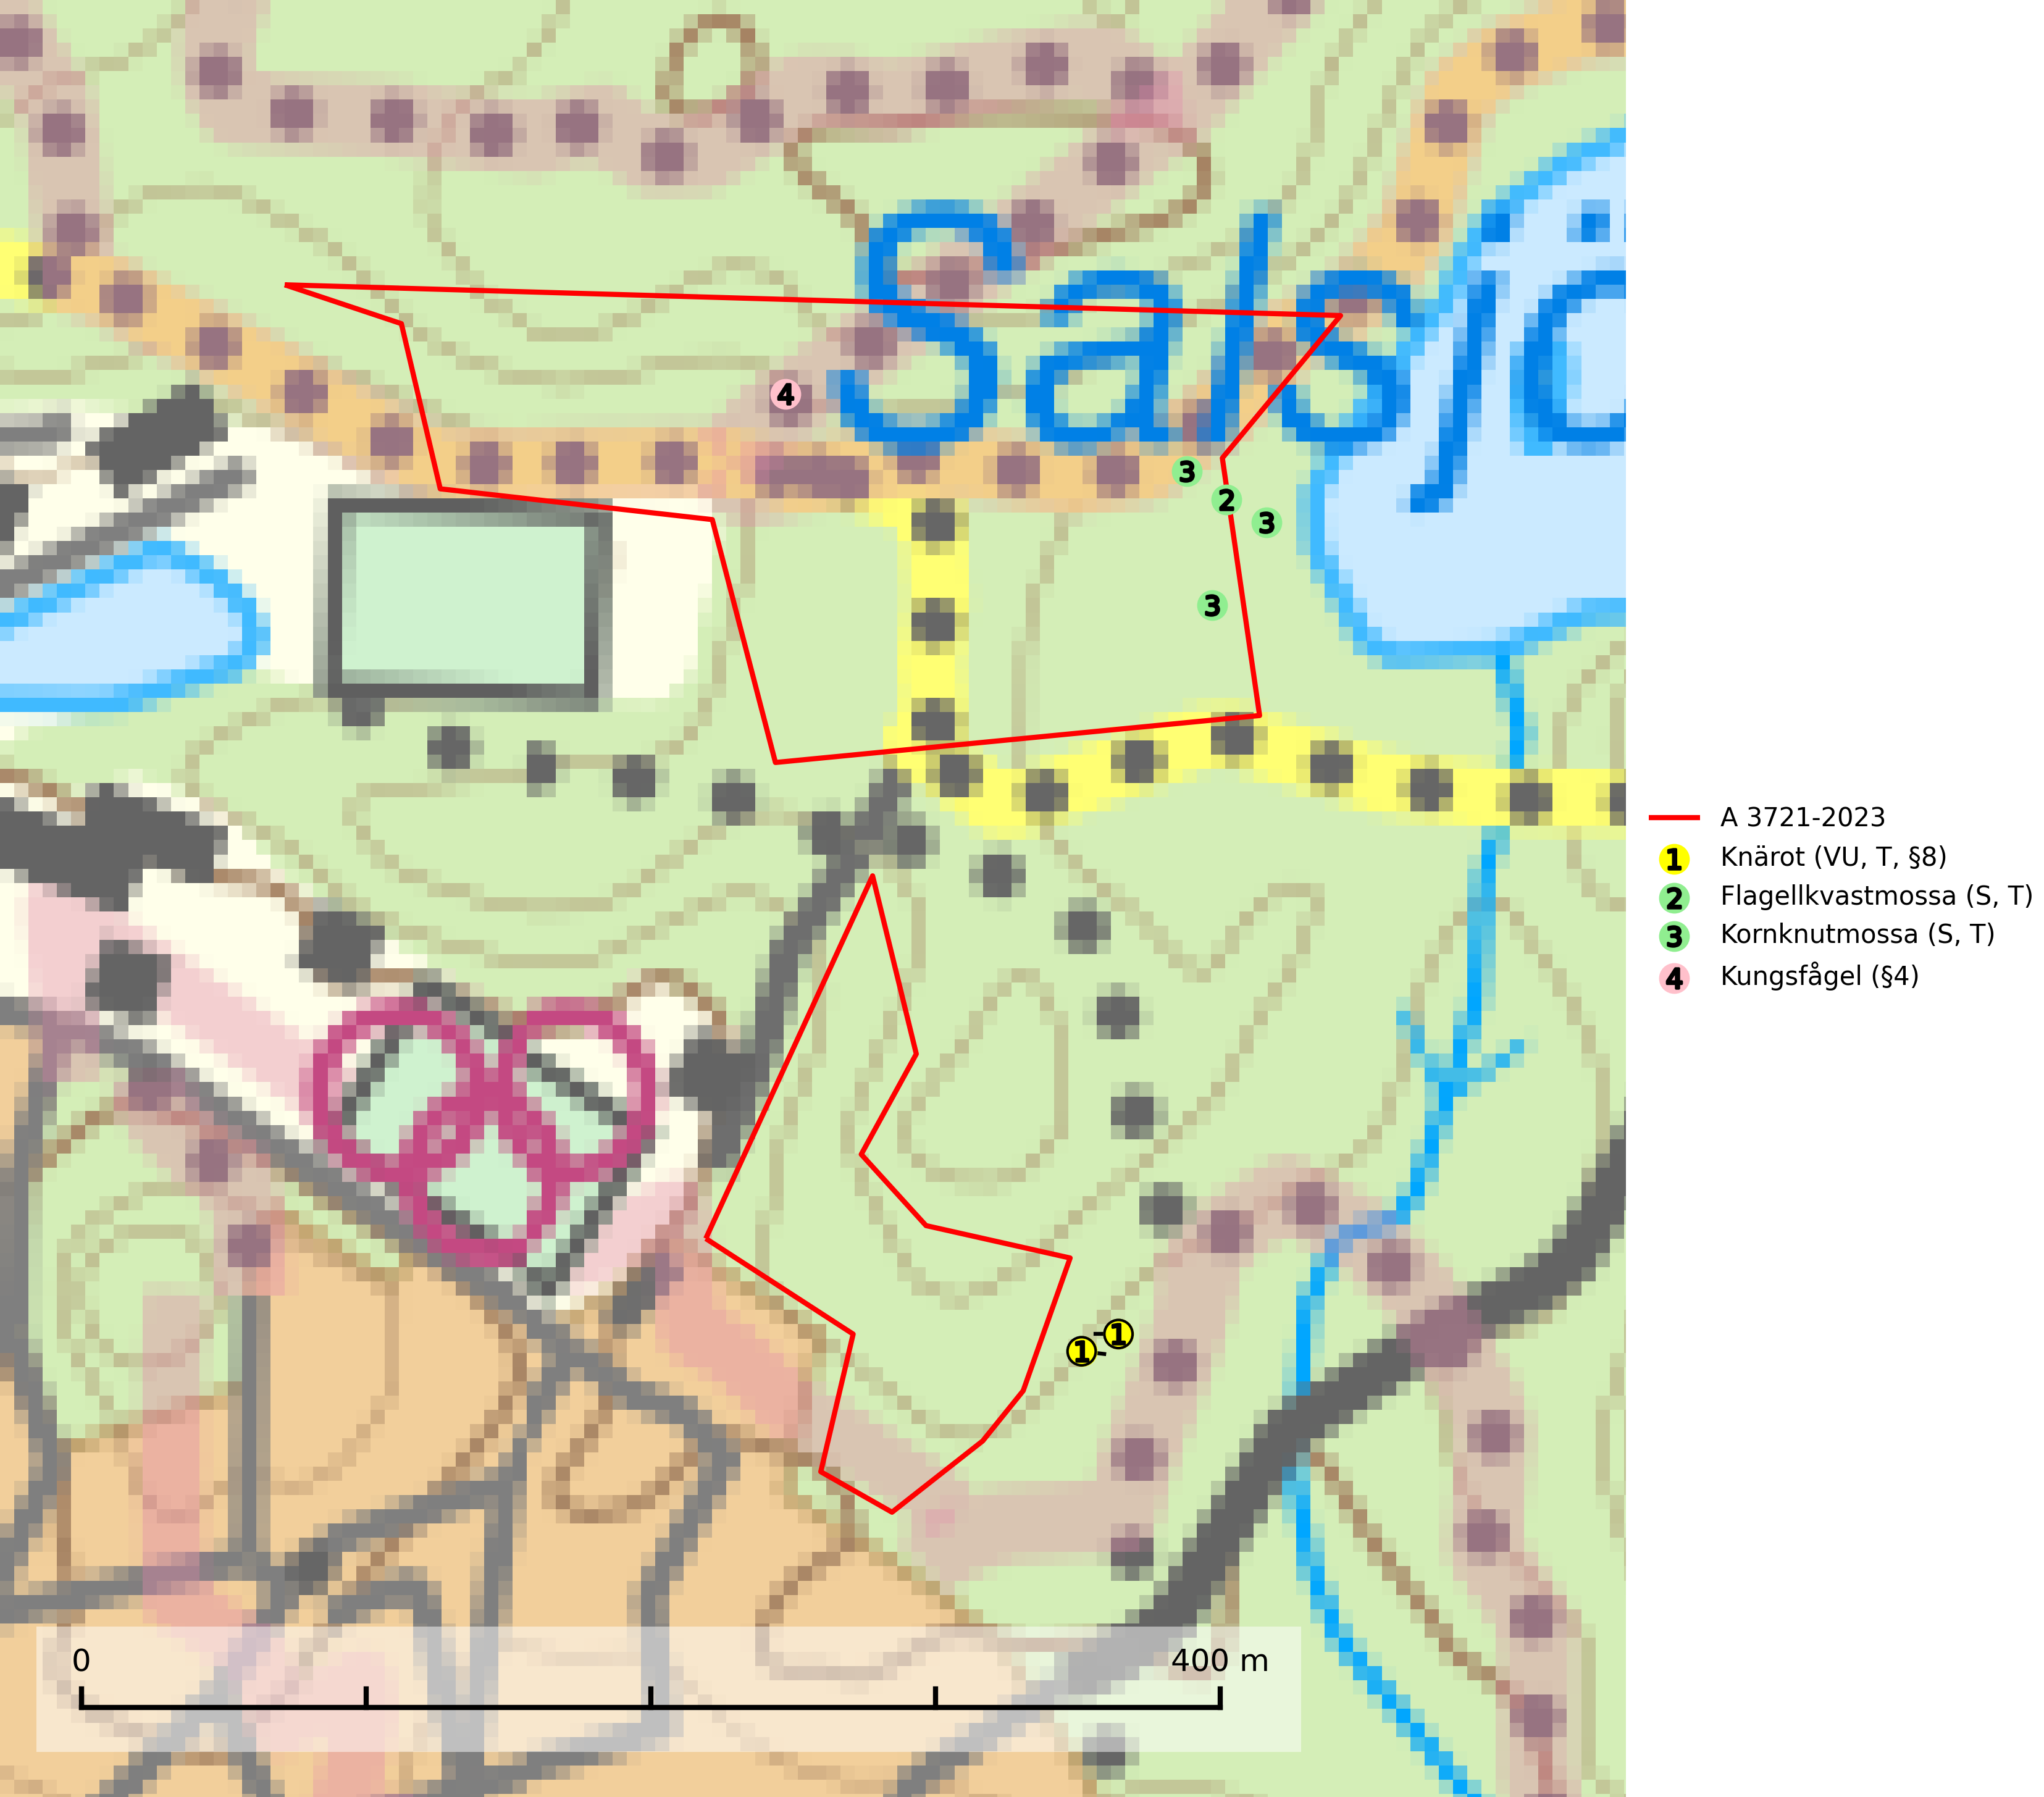 Sals
4
3
2
3
3
1
1
0 400 m
A 3721-2023
1 Knärot (VU, T, §8)
2 Flagellkvastmossa (S, T)
3 Kornknutmossa (S, T)
4 Kungsfågel (§4)